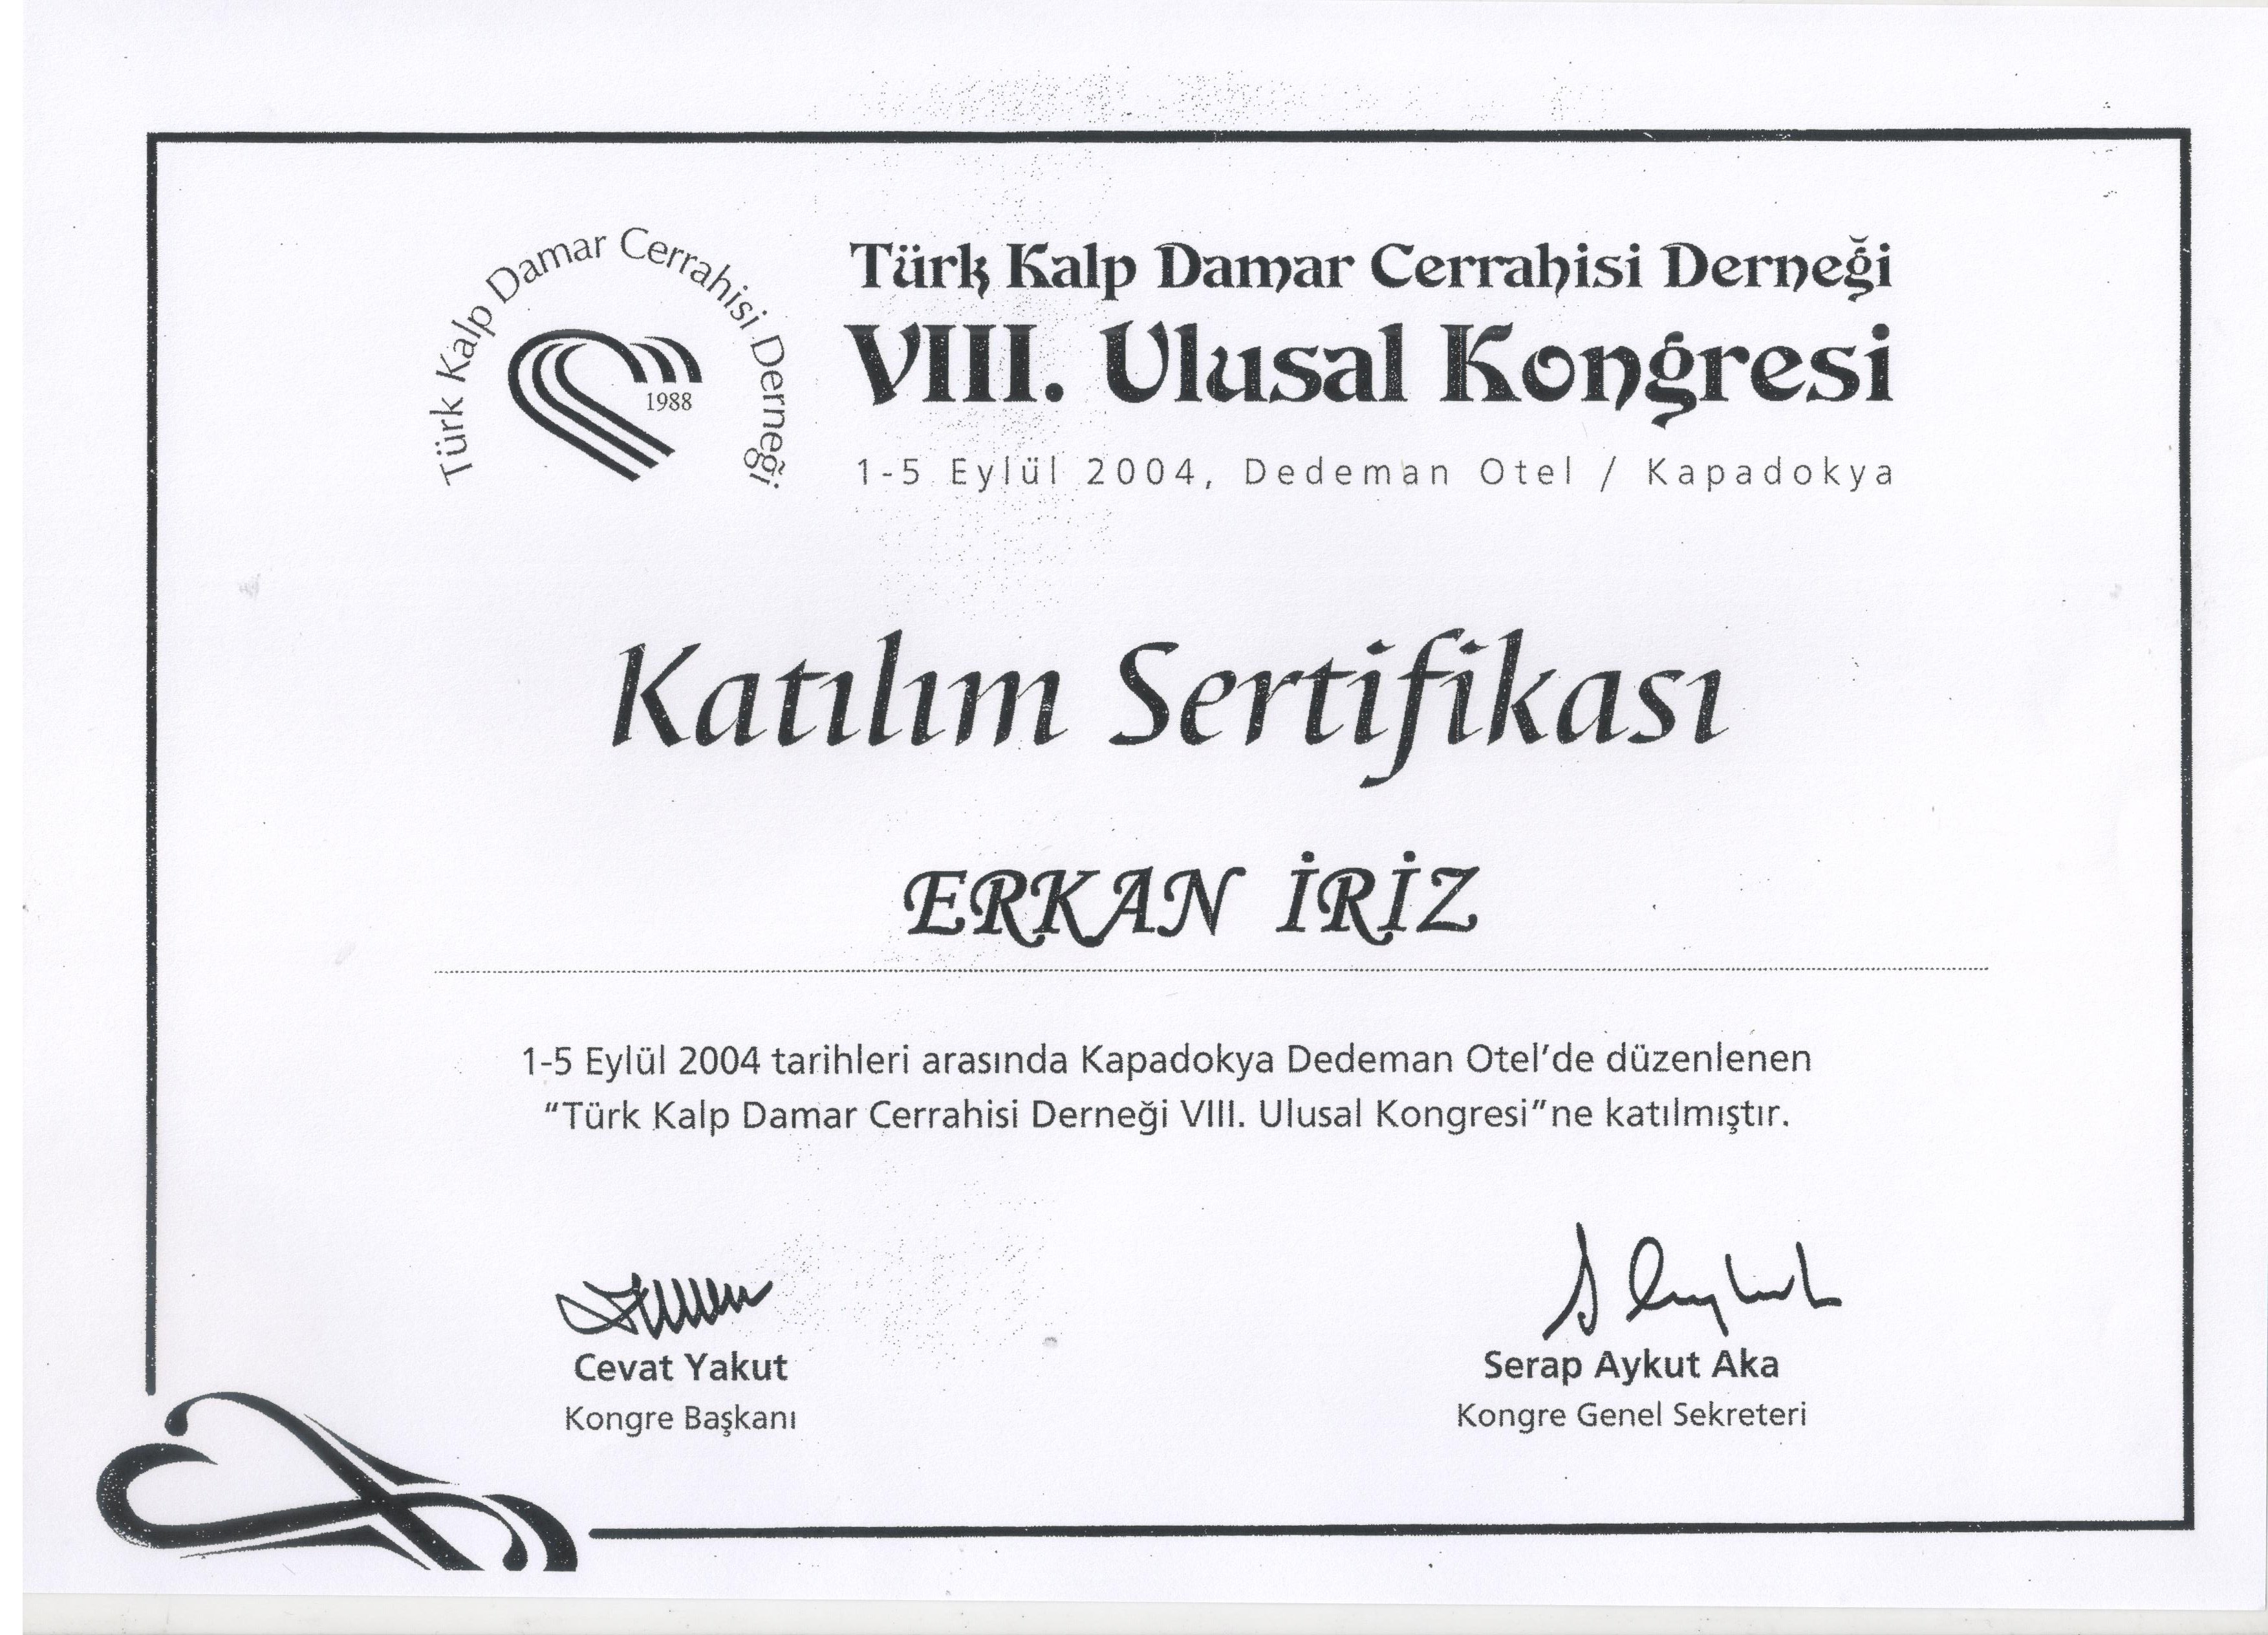 Türk Kalp Damar Cerrahisi Derneği
1988
Türk Kalp Damar Cerrahisi Derneği
VIII. Ulusal Kongresi
1-5 Eylül 2004, Dedeman Otel / Kapadokya
Katılım Sertifikası
ERKAN İRİZ
1-5 Eylül 2004 tarihleri arasında Kapadokya Dedeman Otel'de düzenlenen
"Türk Kalp Damar Cerrahisi Derneği VIII. Ulusal Kongresi"ne katılmıştır.
Cevat Yakut
Kongre Başkanı
Serap Aykut Aka
Kongre Genel Sekreteri